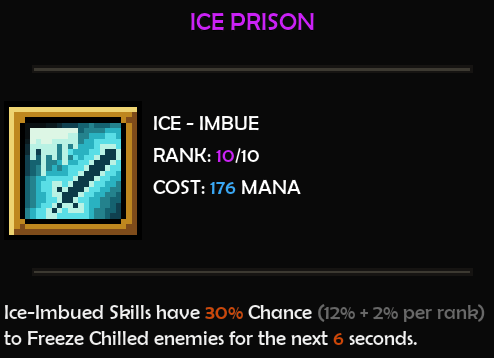 ICE PRISON
ICE - IMBUE
RANK: 10/10
COST: 176 MANA
Ice-Imbued Skills have 30% Chance (12% + 2% per rank)
to Freeze Chilled enemies for the next 6 seconds.